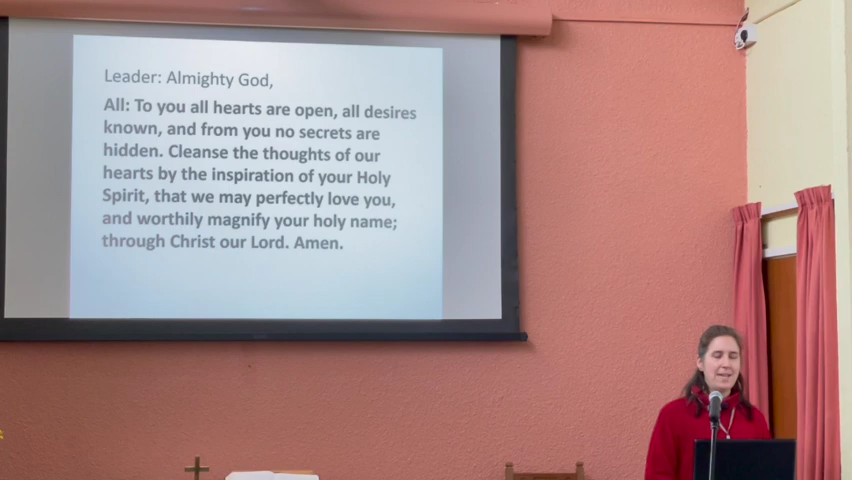 Leader: Almighty God,
All: To you all hearts are open, all desires
known, and from you no secrets are
hidden. Cleanse the thoughts of our
hearts by the inspiration of your Holy
Spirit, that we may perfectly love you,
and worthily magnify your holy name;
through Christ our Lord. Amen.